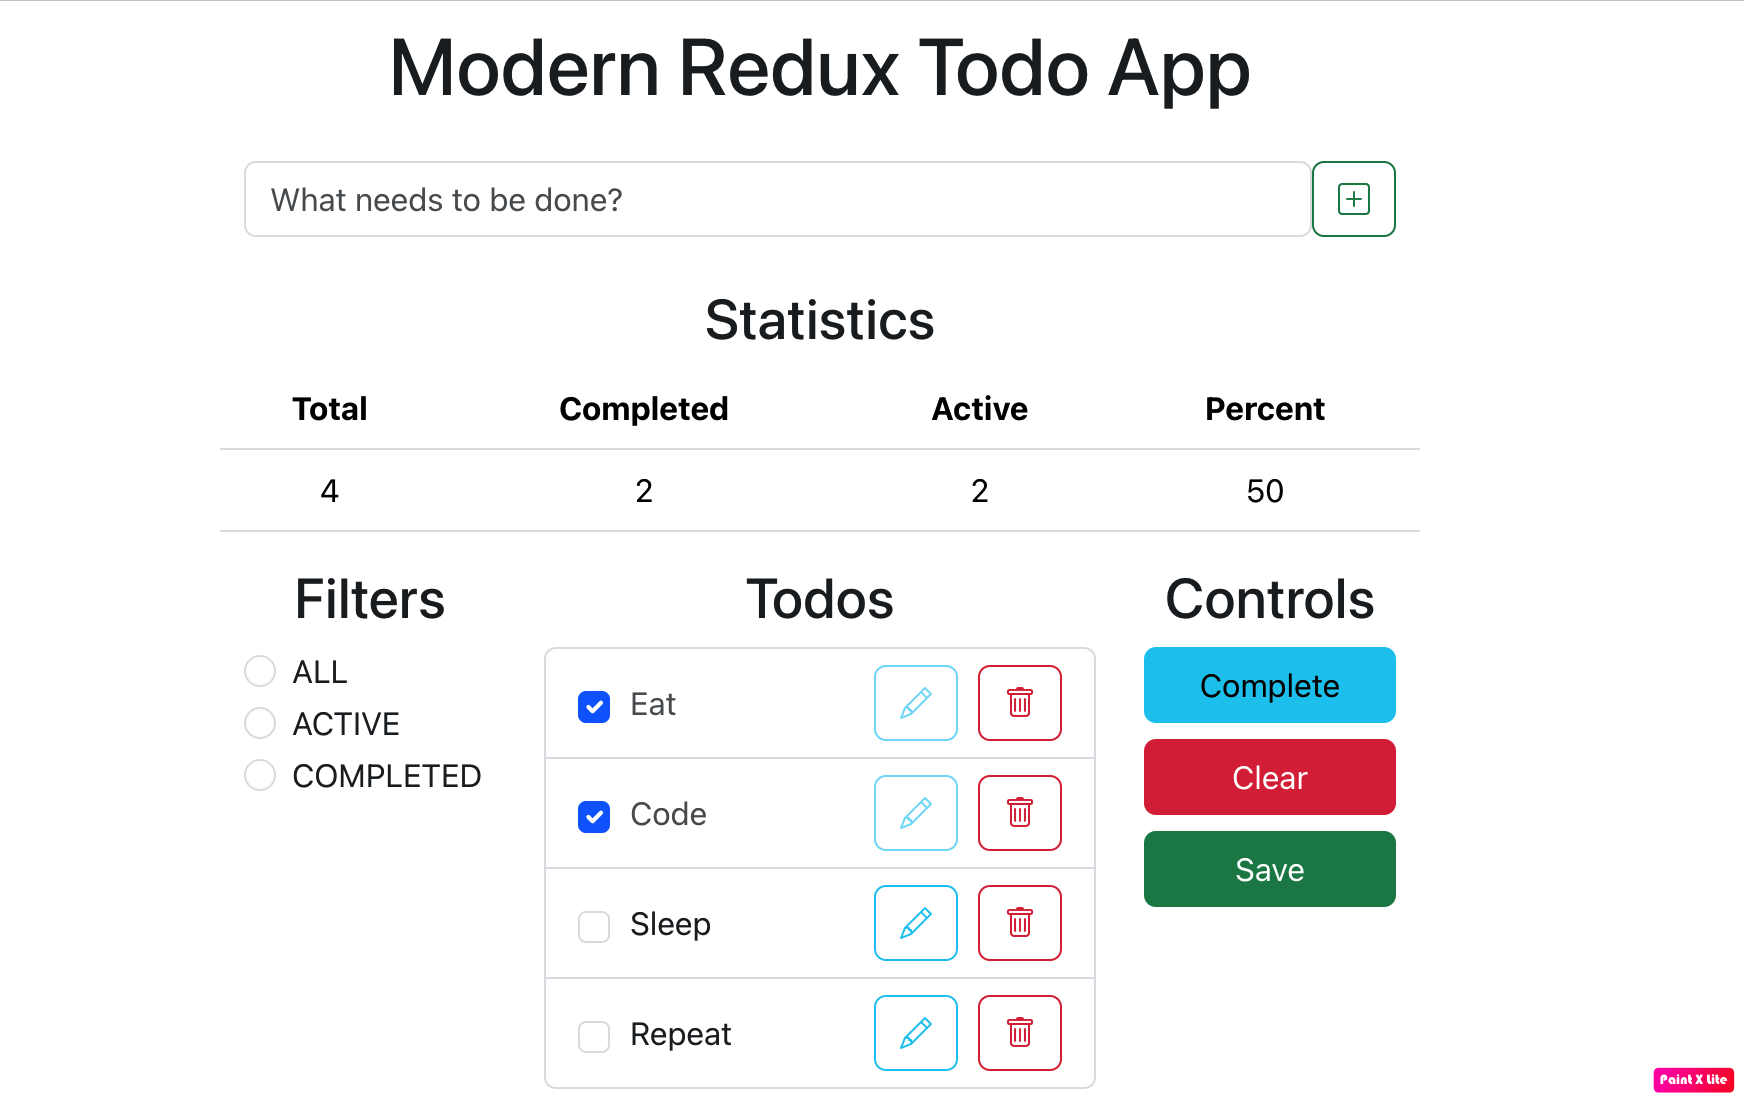 Modern Redux Todo App
What needs to be done?
Statistics
Total Completed Active Percent
4 2 2 50
Filters
ALL
ACTIVE
COMPLETED
Todos
Eat
Code
Sleep
Repeat
Controls
Complete
Clear
Save
Paint X Lite